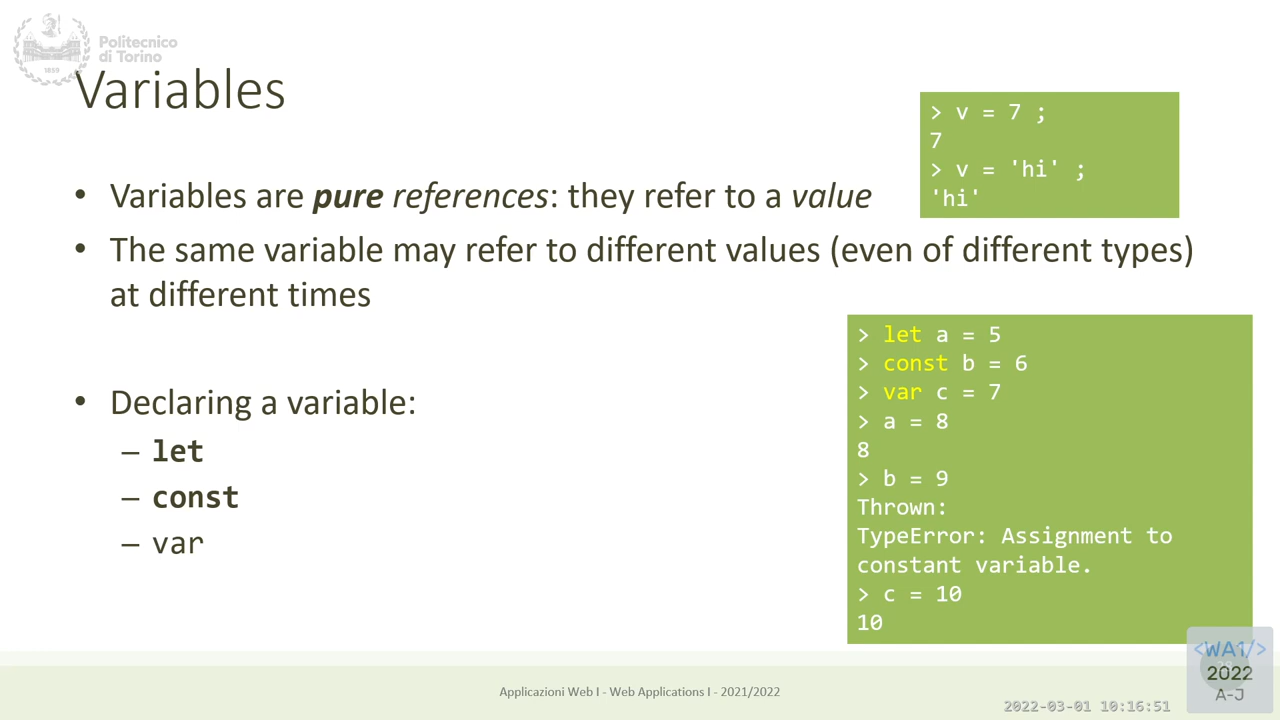 Politecnico
di Torino
1859
Variables
> v = 7 ;
7
> v = 'hi' ;
'hi'
• Variables are pure references: they refer to a value
• The same variable may refer to different values (even of different types)
at different times
• Declaring a variable:
– let
– const
– var
> let a = 5
> const b = 6
> var c = 7
> a = 8
8
> b = 9
Thrown:
TypeError: Assignment to
constant variable.
> c = 10
10
Applicazioni Web I - Web Applications I - 2021/2022
2022-03-01 10:16:51
<WA1/>
2022
A-J